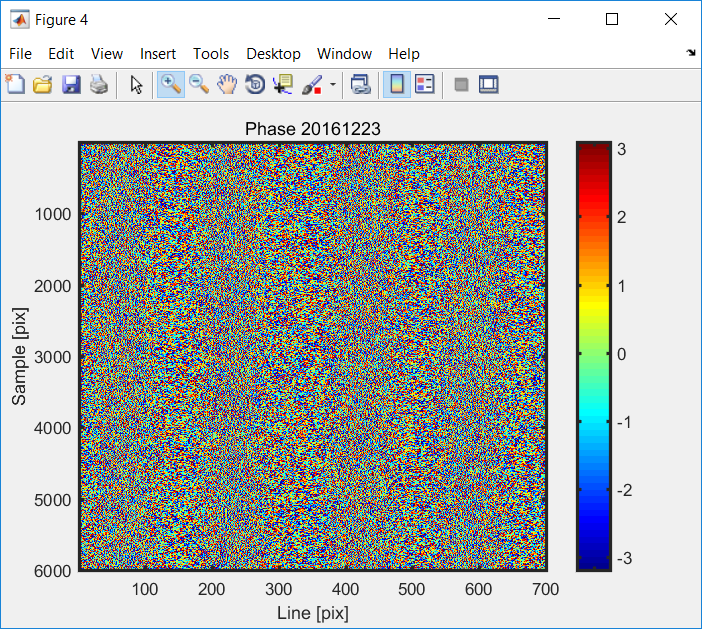 Figure 4
File Edit View Insert Tools Desktop Window Help
Phase 20161223
1000
2000
3000
4000
5000
6000
Sample [pix]
100 200 300 400 500 600 700
Line [pix]
3
2
1
0
-1
-2
-3